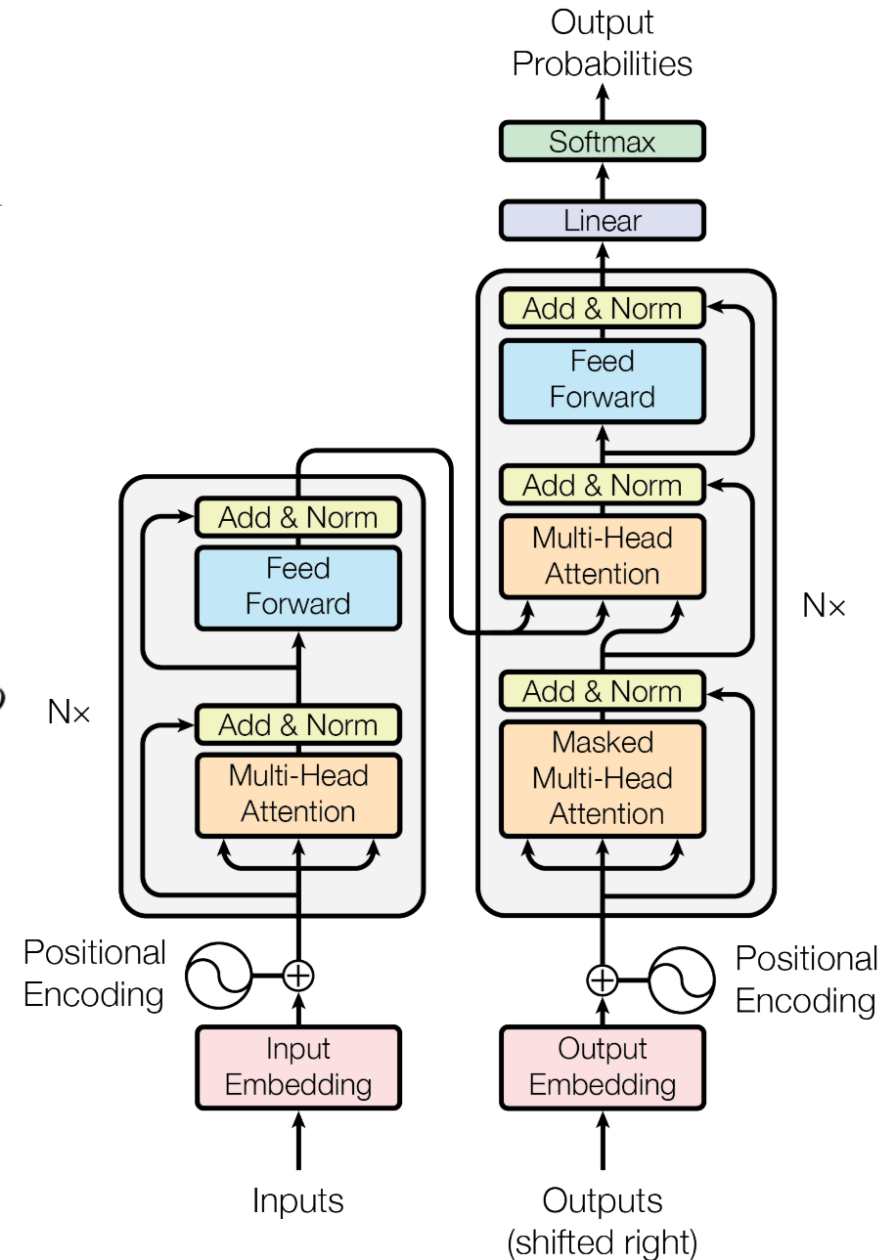 Output
Probabilities
Softmax
Linear
Add & Norm
Feed
Forward
Add & Norm
Multi-Head
Attention
N×
Add & Norm
Masked
Multi-Head
Attention
Add & Norm
Feed
Forward
N×
Add & Norm
Multi-Head
Attention
Positional
Encoding
Positional
Encoding
Input
Embedding
Output
Embedding
Inputs
Outputs
(shifted right)